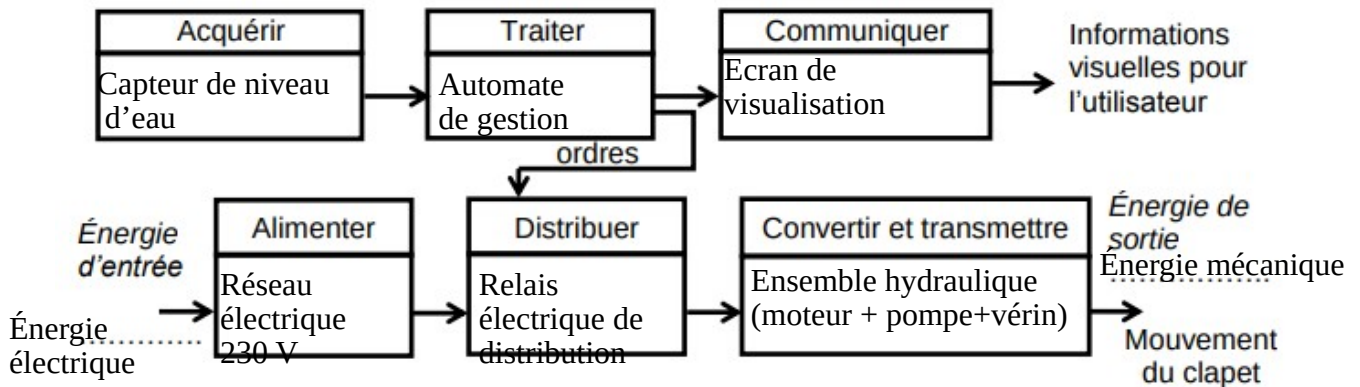 Acquérir
Capteur de niveau
d’eau
Traiter
Automate
de gestion
Communiquer
Ecran de
visualisation
Informations
visuelles pour
l’utilisateur
ordres
Énergie
d’entrée
Énergie............
électrique
Alimenter
Réseau
électrique
230 V
Distribuer
Relais
électrique de
distribution
Convertir et transmettre
Ensemble hydraulique
(moteur + pompe+vérin)
Énergie de
sortie
Énergie mécanique
..................
Mouvement
du clapet